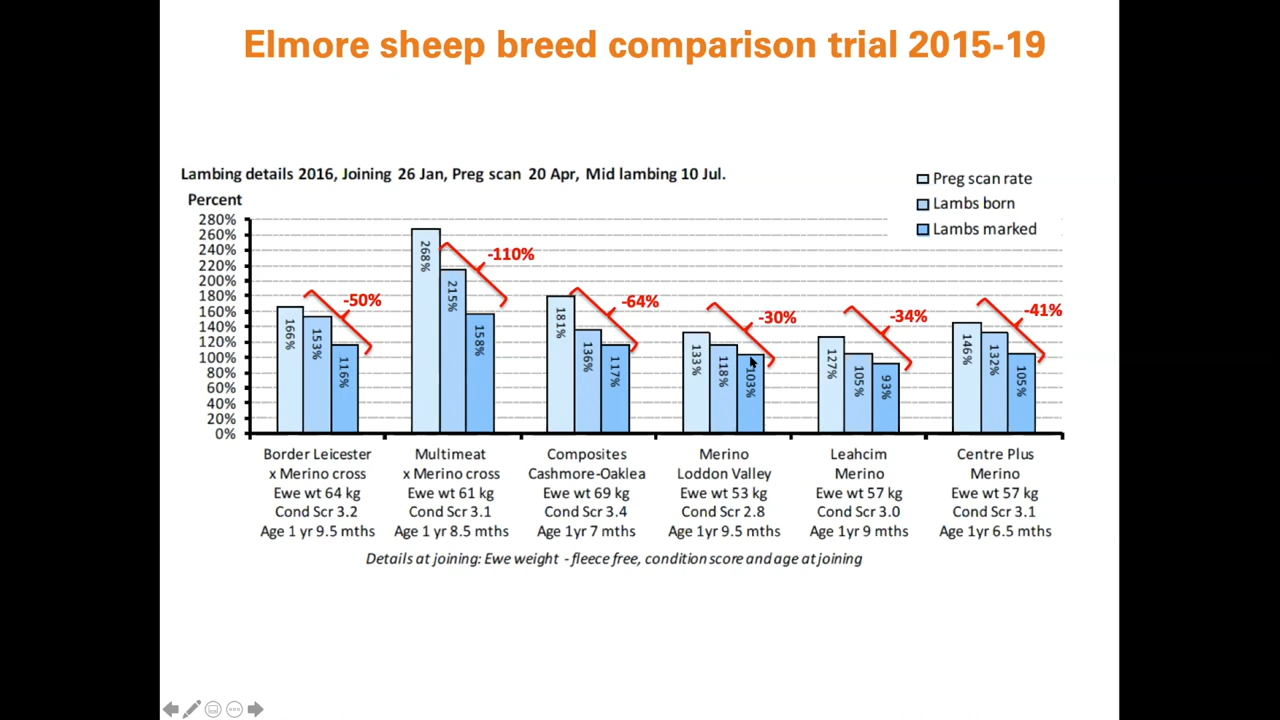 Elmore sheep breed comparison trial 2015-19
Lambing details 2016, Joining 26 Jan, Preg scan 20 Apr, Mid lambing 10 Jul.
Percent
Preg scan rate
Lambs born
Lambs marked
280%
260%
240%
220%
200%
180%
160%
140%
120%
100%
80%
60%
40%
20%
0%
166%
153%
116%
-50%
268%
215%
158%
-110%
181%
136%
117%
-64%
133%
118%
103%
-30%
127%
105%
93%
-34%
146%
132%
105%
-41%
Border Leicester
x Merino cross
Ewe wt 64 kg
Cond Scr 3.2
Age 1 yr 9.5 mths
Multimeat
x Merino cross
Ewe wt 61 kg
Cond Scr 3.1
Age 1 yr 8.5 mths
Composites
Cashmore-Oaklea
Ewe wt 69 kg
Cond Scr 3.4
Age 1yr 7 mths
Merino
Loddon Valley
Ewe wt 53 kg
Cond Scr 2.8
Age 1yr 9.5 mths
Leahcim
Merino
Ewe wt 57 kg
Cond Scr 3.0
Age 1yr 9 mths
Centre Plus
Merino
Ewe wt 57 kg
Cond Scr 3.1
Age 1yr 6.5 mths
Details at joining: Ewe weight - fleece free, condition score and age at joining